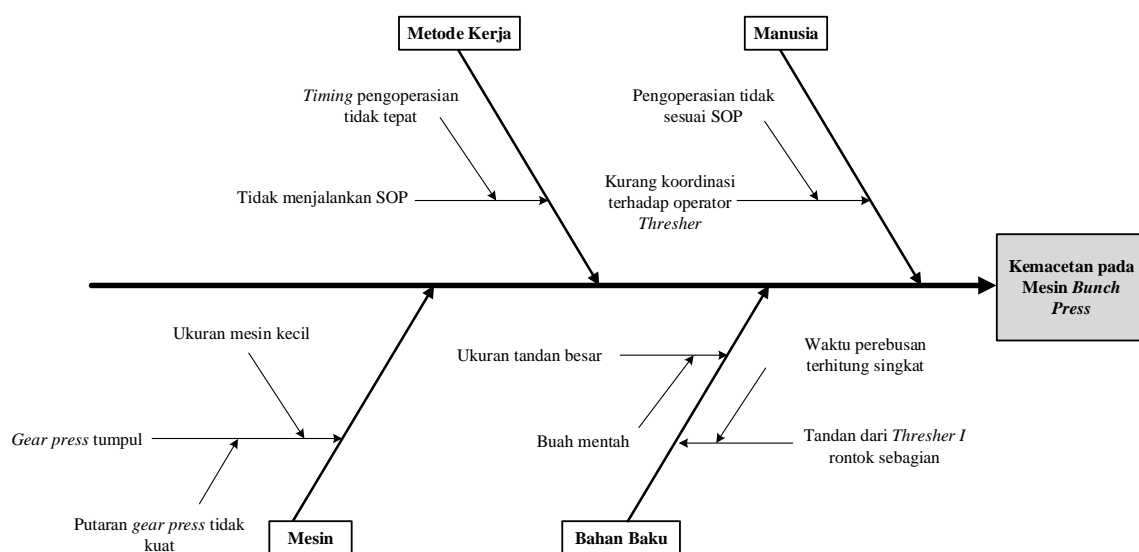 Metode Kerja
Manusia
Timing pengoperasian
tidak tepat
Pengoperasian tidak
sesuai SOP
Tidak menjalankan SOP
Kurang koordinasi
terhadap operator
Thresher
Kemacetan pada
Mesin Bunch
Press
Ukuran mesin kecil
Ukuran tandan besar
Waktu perebusan
terhitung singkat
Gear press tumpul
Buah mentah
Tandan dari Thresher I
rontok sebagian
Putaran gear press tidak
kuat
Mesin
Bahan Baku